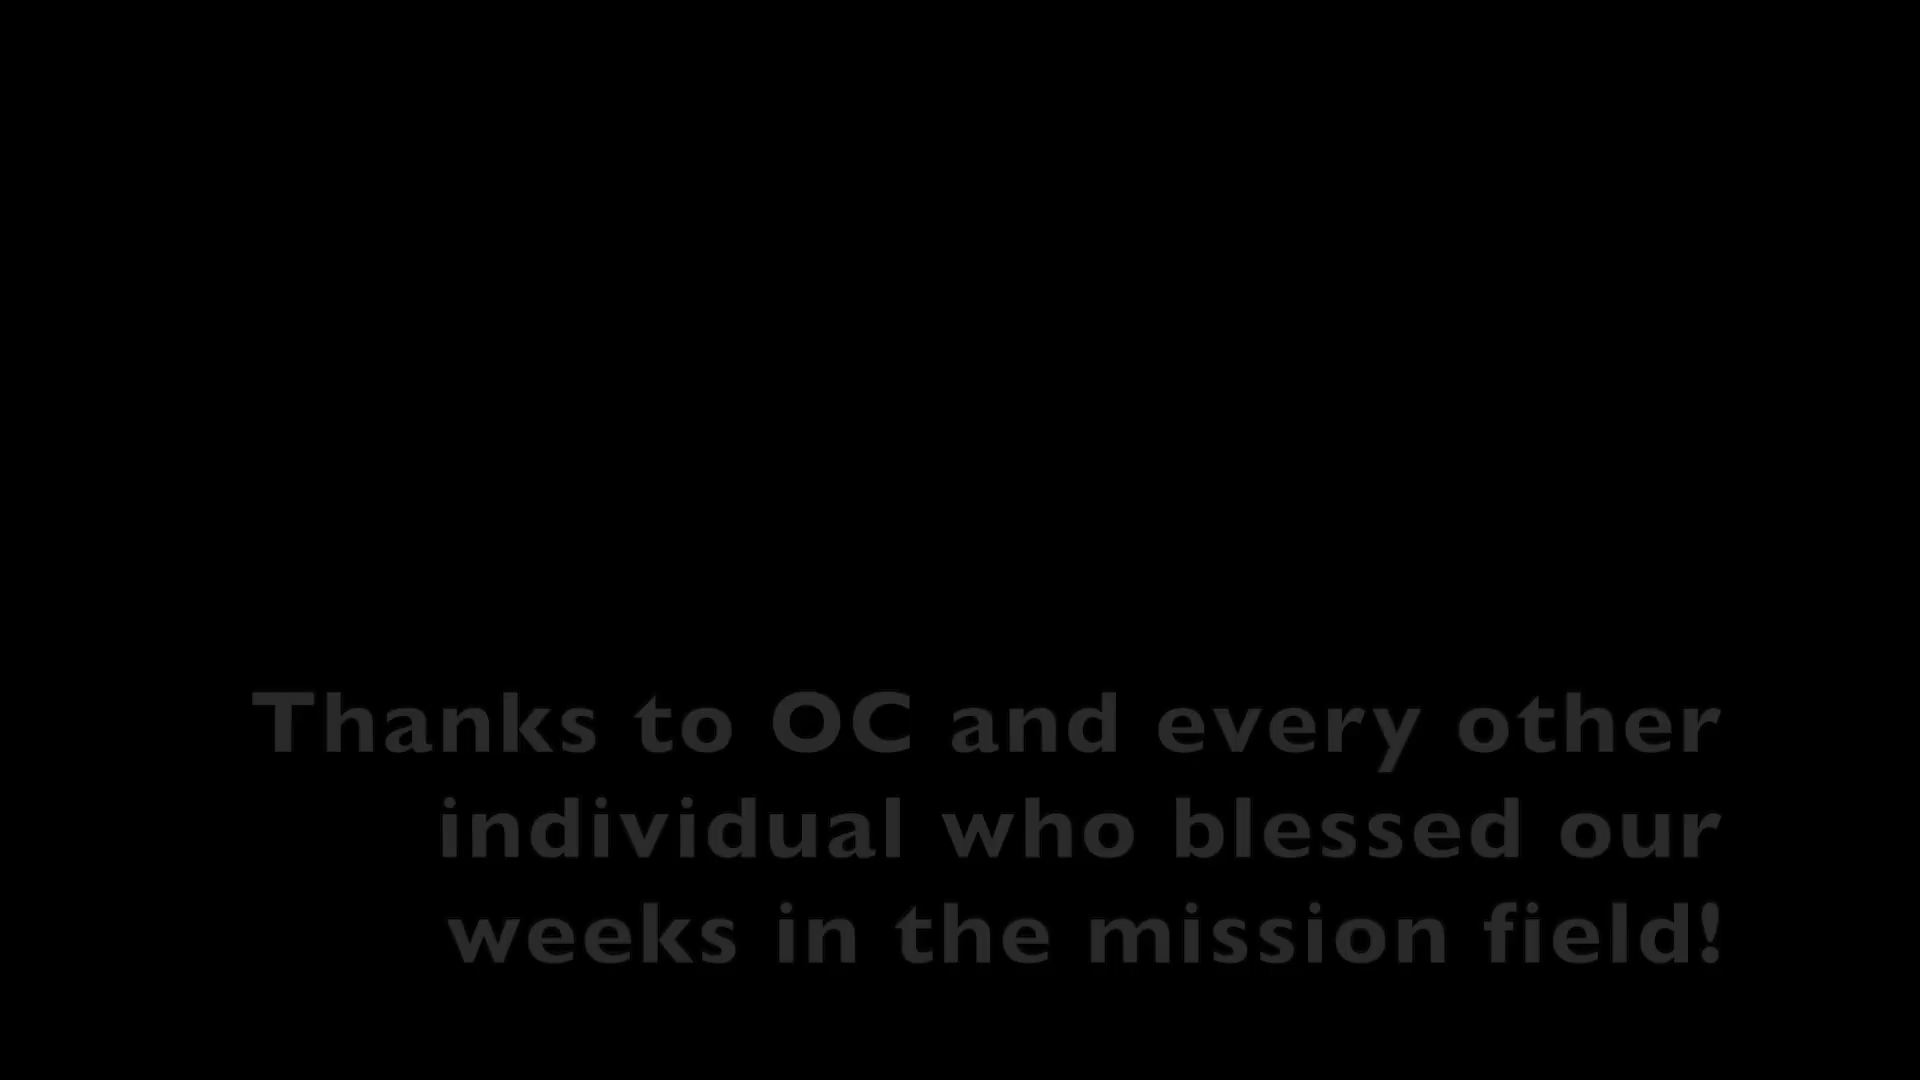 Thanks to OC and every other
individual who blessed our
weeks in the mission field!